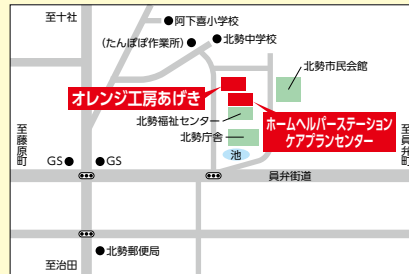 至十社
阿下喜小学校
(たんぽぽ作業所)
北勢中学校
北勢市民会館
オレンジ工房あげき
北勢福祉センター
ホームヘルパーステーション
ケアプランセンター
北勢庁舎
至藤原町
至員弁町
池
GS
GS
員弁街道
北勢郵便局
至治田